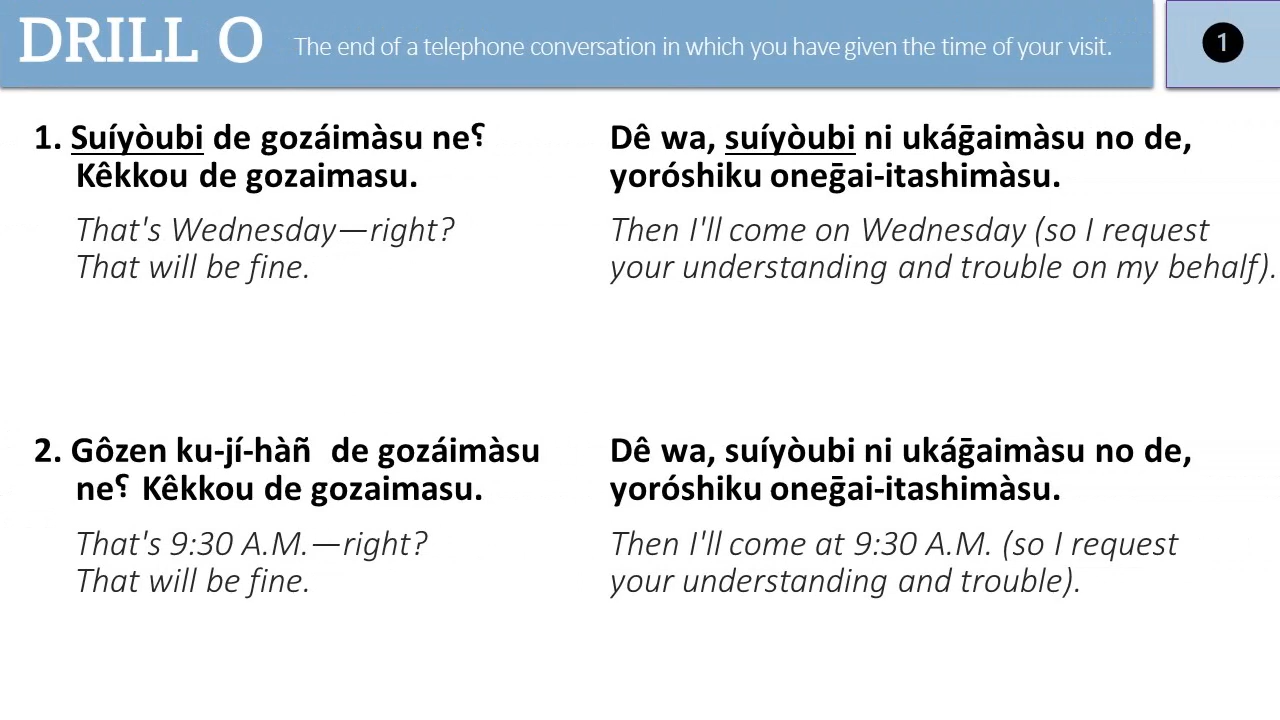 DRILL O
The end of a telephone conversation in which you have given the time of your visit.
1
1. Suíyòubi de gozáimàsu ne⸮
Kêkkou de gozaimasu.
That's Wednesday—right?
That will be fine.
Dê wa, suíyòubi ni ukáḡaimàsu no de,
yoróshiku oneḡai-itashimàsu.
Then I'll come on Wednesday (so I request
your understanding and trouble on my behalf).
2. Gôzen ku-jí-hàñ de gozáimàsu
ne⸮ Kêkkou de gozaimasu.
That's 9:30 A.M.—right?
That will be fine.
Dê wa, suíyòubi ni ukáḡaimàsu no de,
yoróshiku oneḡai-itashimàsu.
Then I'll come at 9:30 A.M. (so I request
your understanding and trouble).